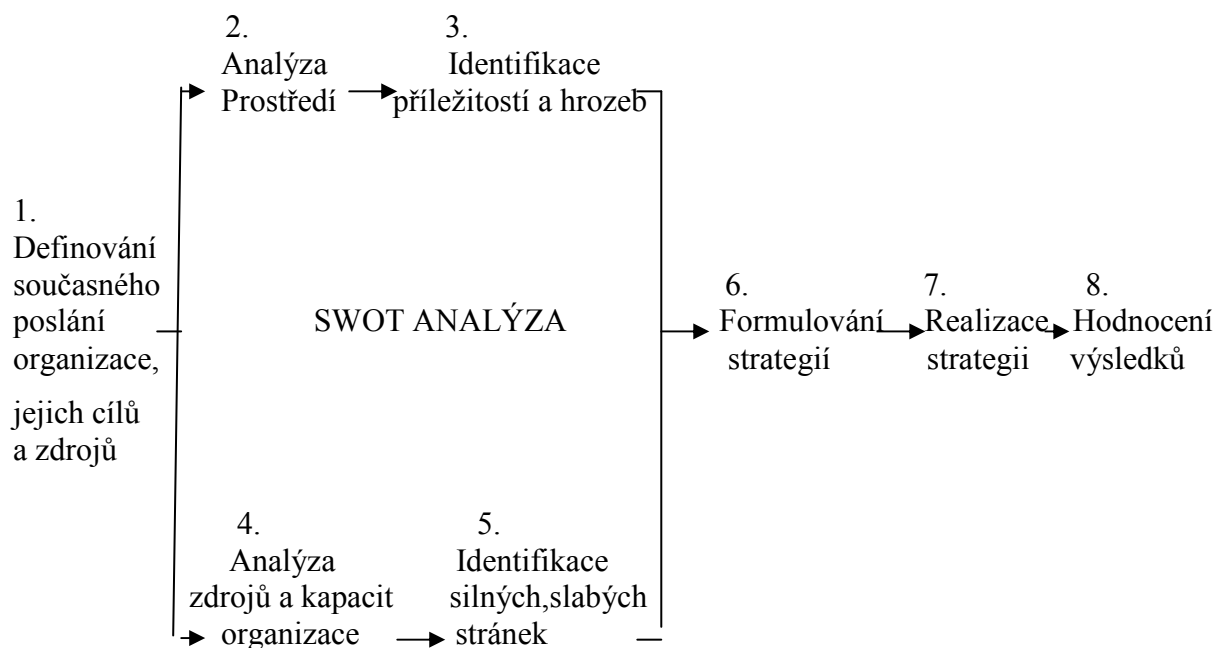 1.
Definování
současného
poslání
organizace,
jejich cílů
a zdrojů
2.
Analýza
Prostředí
3.
Identifikace
příležitostí a hrozeb
SWOT ANALÝZA
4.
Analýza
zdrojů a kapacit
organizace
5.
Identifikace
silných,slabých
stránek
6.
Formulování
strategií
7.
Realizace
strategii
8.
Hodnocení
výsledků